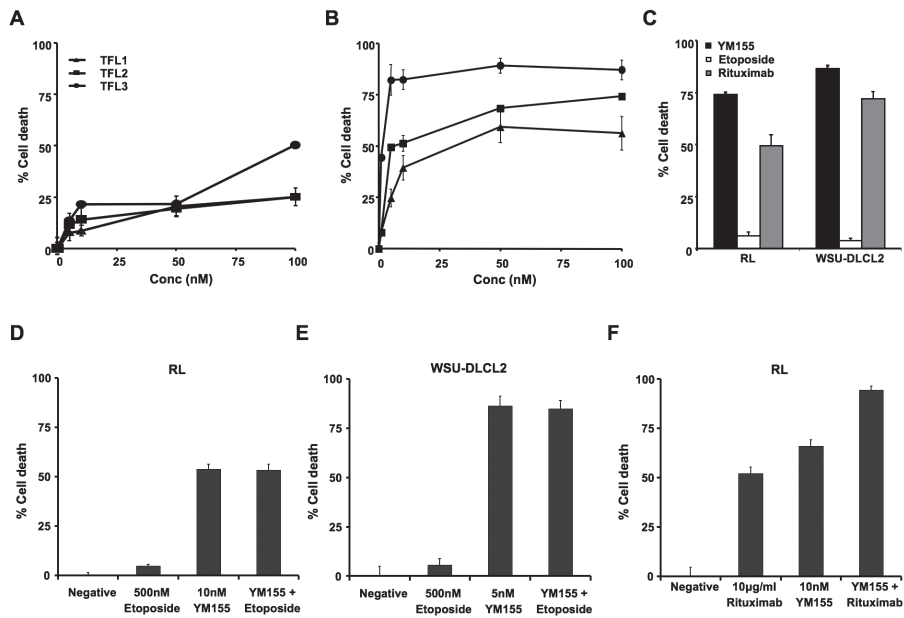 A
B
C
100
75
50
25
0
% Cell death
TFL1
TFL2
TFL3
0
25
50
75
100
Conc (nM)
100
75
50
25
0
% Cell death
0
25
50
75
100
Conc (nM)
100
75
50
25
0
% Cell death
YM155
Etoposide
Rituximab
RL
WSU-DLCL2
D
E
F
RL
100
75
50
25
0
% Cell death
Negative
500nM
Etoposide
10nM
YM155
YM155 +
Etoposide
WSU-DLCL2
100
75
50
25
0
% Cell death
Negative
500nM
Etoposide
5nM
YM155
YM155 +
Etoposide
RL
100
75
50
25
0
% Cell death
Negative
10µg/ml
Rituximab
10nM
YM155
YM155 +
Rituximab